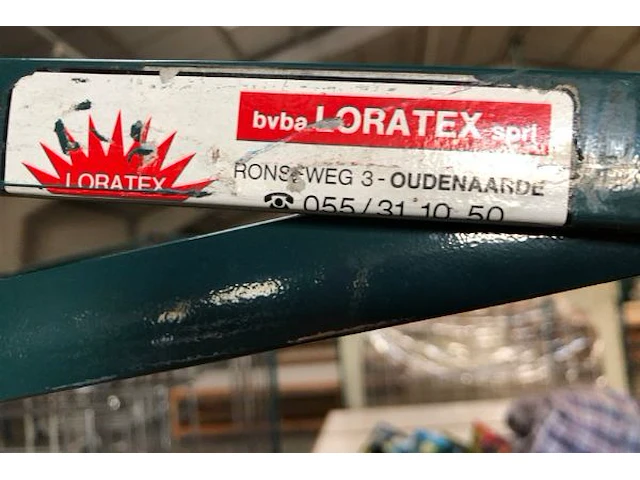 LORATEX
bvba LORATEX sprl
RONSEWEG 3 - OUDENAARDE
☎ 055/31 10 50